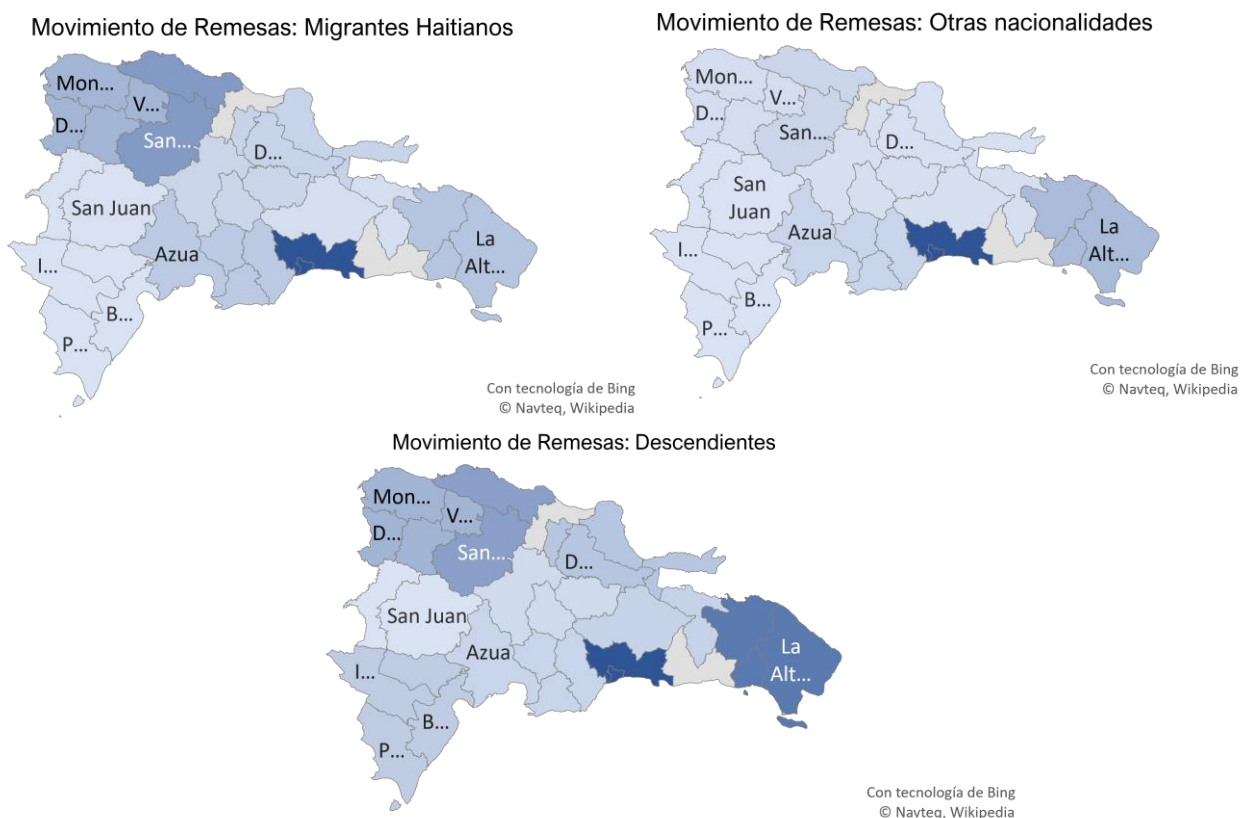 Movimiento de Remesas: Migrantes Haitianos
Mon...
V...
D...
San...
D...
San Juan
Azua
La
Alt...
I...
B...
P...
Con tecnología de Bing
© Navteq, Wikipedia
Movimiento de Remesas: Otras nacionalidades
Mon...
V...
D...
San...
D...
San
Juan
Azua
La
Alt...
I...
B...
P...
Con tecnología de Bing
© Navteq, Wikipedia
Movimiento de Remesas: Descendientes
Mon...
V...
D...
San...
D...
San Juan
Azua
La
Alt...
I...
B...
P...
Con tecnología de Bing
© Navteq, Wikipedia